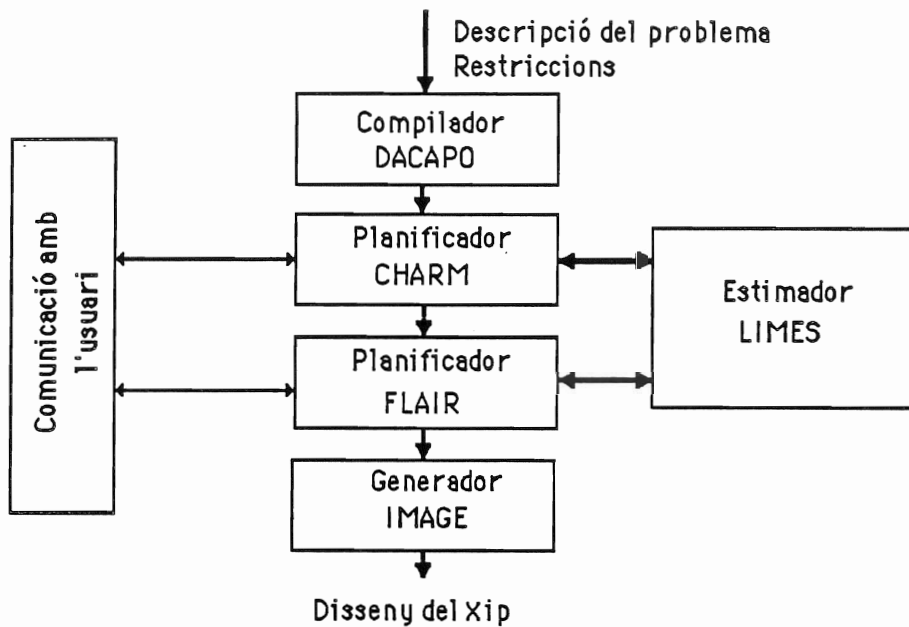 Descripció del problema
Restriccions
Compilador
DACAPO
Comunicació amb
l'usuari
Planificador
CHARM
Estimador
LIMES
Planificador
FLAIR
Generador
IMAGE
Disseny del Xip